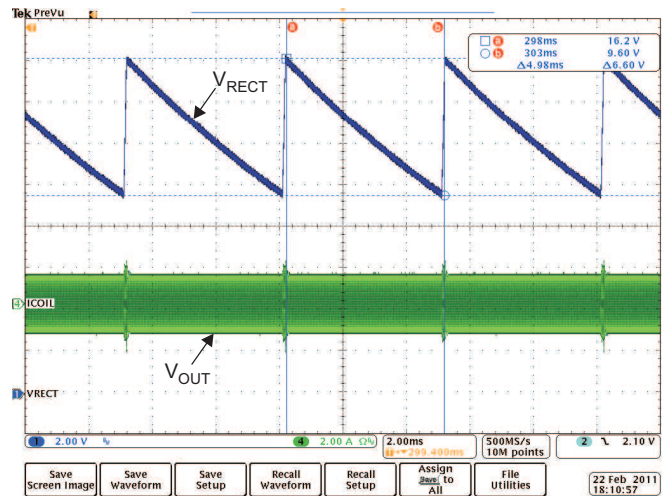 Tek PreVu
a
b
a 298ms 16.2 V
b 303ms 9.60 V
Δ4.98ms Δ6.60 V
VRECT
4 ICOIL
VOUT
1 VRECT
1 2.00 V
4 2.00 A Ω
2.00ms
299.400ms
500MS/s
10M points
2 2.10 V
Save Screen Image
Save Waveform
Save Setup
Recall Waveform
Recall Setup
Assign Save to All
File Utilities
22 Feb 2011
18:10:57